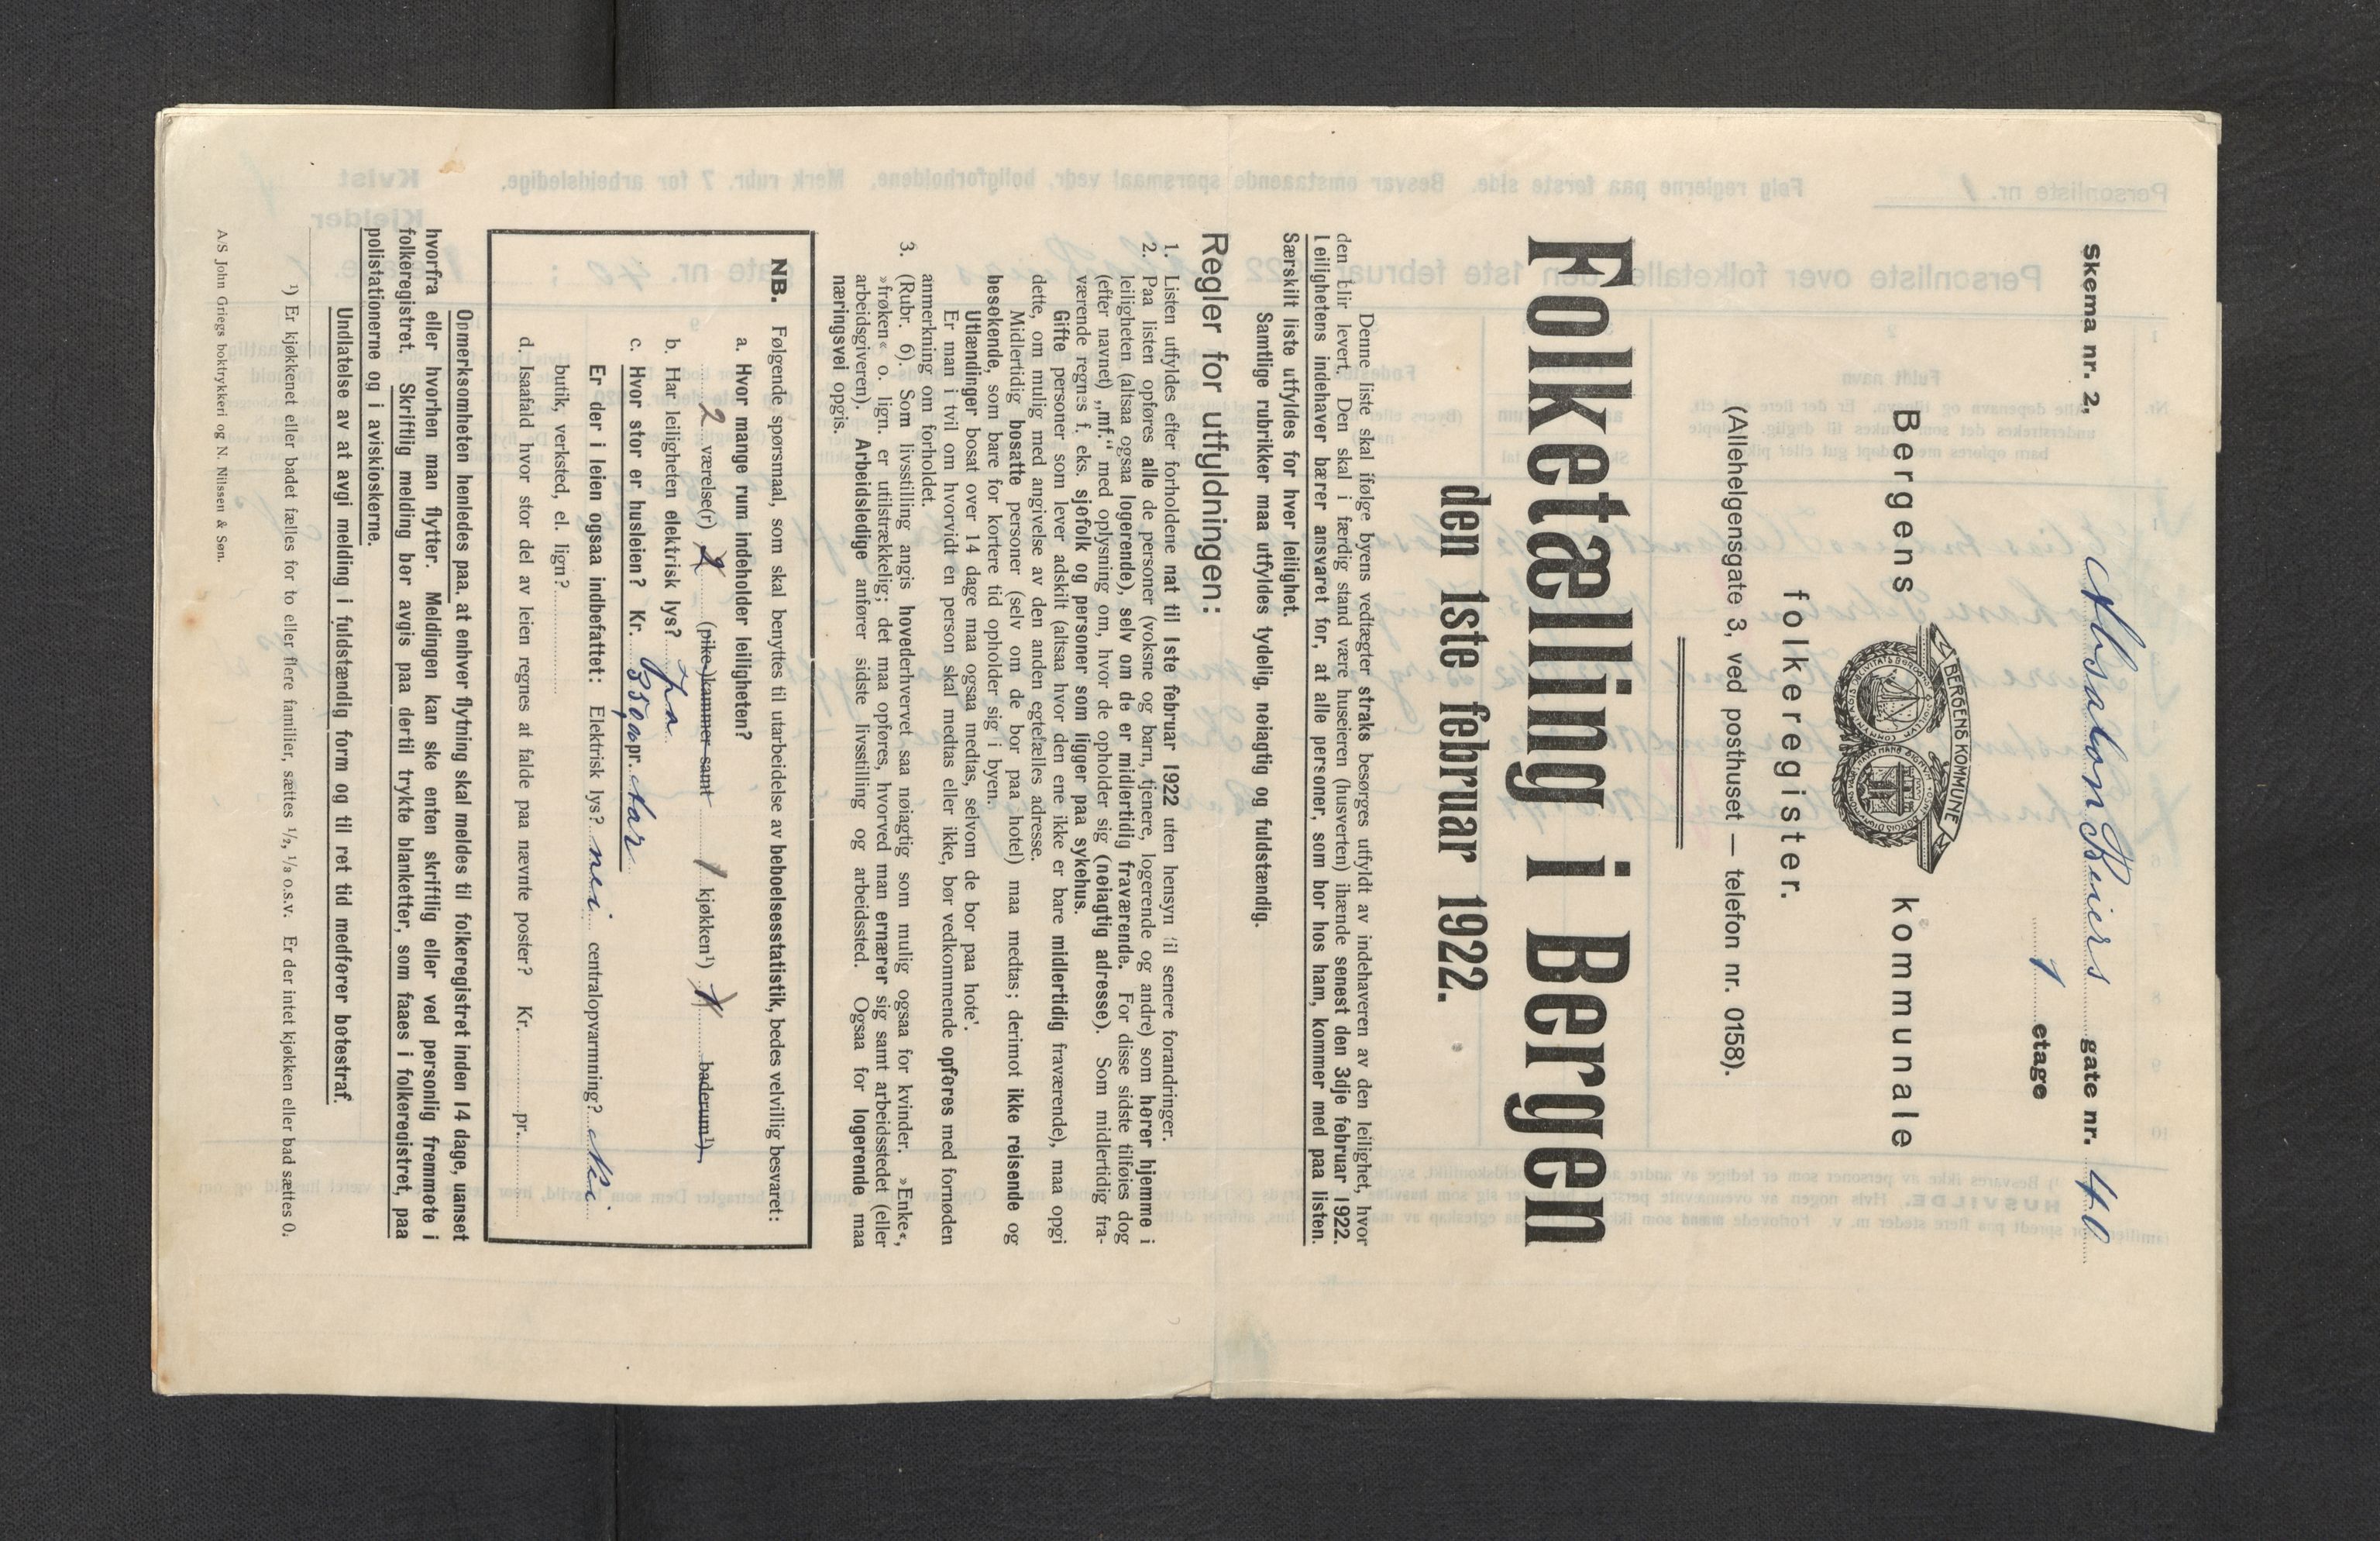 Skema nr. 2, Absalon Beiers gate nr. 40
1 etage
Bergens kommunale
BERGENS KOMMUNE
folkeregister.
(Allehelgensgate 3, ved posthuset — telefon nr. 0158).
Folketælling i Bergen
den 1ste februar 1922.
Denne liste skal ifølge byens vedtægter straks besørges utfyldt av indehaveren av den leilighet, hvor
den blir levert. Den skal i færdig stand være huseieren (husverten) ihænde senest den 3dje februar 1922.
Leilighetens indehaver bærer ansvaret for, at alle personer, som bor hos ham, kommer med paa listen.
Særskilt liste utfyldes for hver leilighet.
Samtlige rubrikker maa utfyldes tydelig, nøiagtig og fuldstændig.
Regler for utfyldningen:
1. Listen utfyldes efter forholdene nat til 1ste februar 1922 uten hensyn til senere forandringer.
2. Paa listen opføres alle de personer (voksne og barn, tjenere, logerende og andre) som hører hjemme i
leiligheten (altsaa ogsaa logerende), selv om de er midlertidig fraværende. For disse sidste tilføies dog
(efter navnet) „mf.“ med oplysning om, hvor de opholder sig (nøiagtig adresse). Som midlertidig fra-
værende regnes f. eks. sjøfolk og personer som ligger paa sykehus.
Gifte personer som lever adskilt (altsaa hvor den ene ikke er bare midlertidig fraværende), maa opgi
dette, om mulig med angivelse av den anden egtefælles adresse.
Midlertidig bosatte personer (selv om de bor paa hotel) maa medtas; derimot ikke reisende og
besøkende, som bare for kortere tid opholder sig i byen.
Utlændinger bosat over 14 dage maa ogsaa medtas, selvom de bor paa hotel.
Er man i tvil om hvorvidt en person skal medtas eller ikke, bør vedkommende opføres med fornøden
anmerkning om forholdet.
3. (Rubr. 6) Som livsstilling angis hovederhvervet saa nøiagtig som mulig ogsaa for kvinder. »Enke«,
»frøken« o. lign. er utilstrækkelig; det maa opføres, hvorved man ernærer sig samt arbeidsstedet (eller
arbeidsgiveren). Arbeidsledige anfører sidste livsstilling og arbeidssted. Ogsaa for logerende maa
næringsvei opgis.
NB. Følgende spørsmaal, som skal benyttes til utarbeidelse av beboelsesstatistik, bedes velvillig besvaret:
a. Hvor mange rum indeholder leiligheten?
2 værelse(r) (pike-)kammer samt 1 kjøkken¹) baderum¹),
b. Har leiligheten elektrisk lys? Ja
c. Hvor stor er husleien? Kr. 350,00 pr. Aar
Er der i leien ogsaa indbefattet: Elektrisk lys? nei centralopvarmning? Nei
butik, verksted, el. lign?
d. Isaafald hvor stor del av leien regnes at falde paa nævnte poster? Kr. pr.
Opmerksomheten henledes paa, at enhver flytning skal meldes til folkeregistret inden 14 dage, uanset
hvorfra eller hvorhen man flytter. Meldingen kan ske enten skriftlig eller ved personlig fremmøte i
folkeregistret. Skriftlig melding bør avgis paa dertil trykte blanketter, som faaes i folkeregistret, paa
polistationerne og i aviskioskerne.
Undlatelse av at avgi melding i fuldstændig form og til ret tid medfører bøtestraf.
¹) Er kjøkkenet eller badet fælles for to eller flere familier, sættes ¹/₂, ¹/₃ o.s.v. Er der intet kjøkken eller bad sættes 0.
A/S John Griegs boktrykkeri og N. Nilssen & Søn.